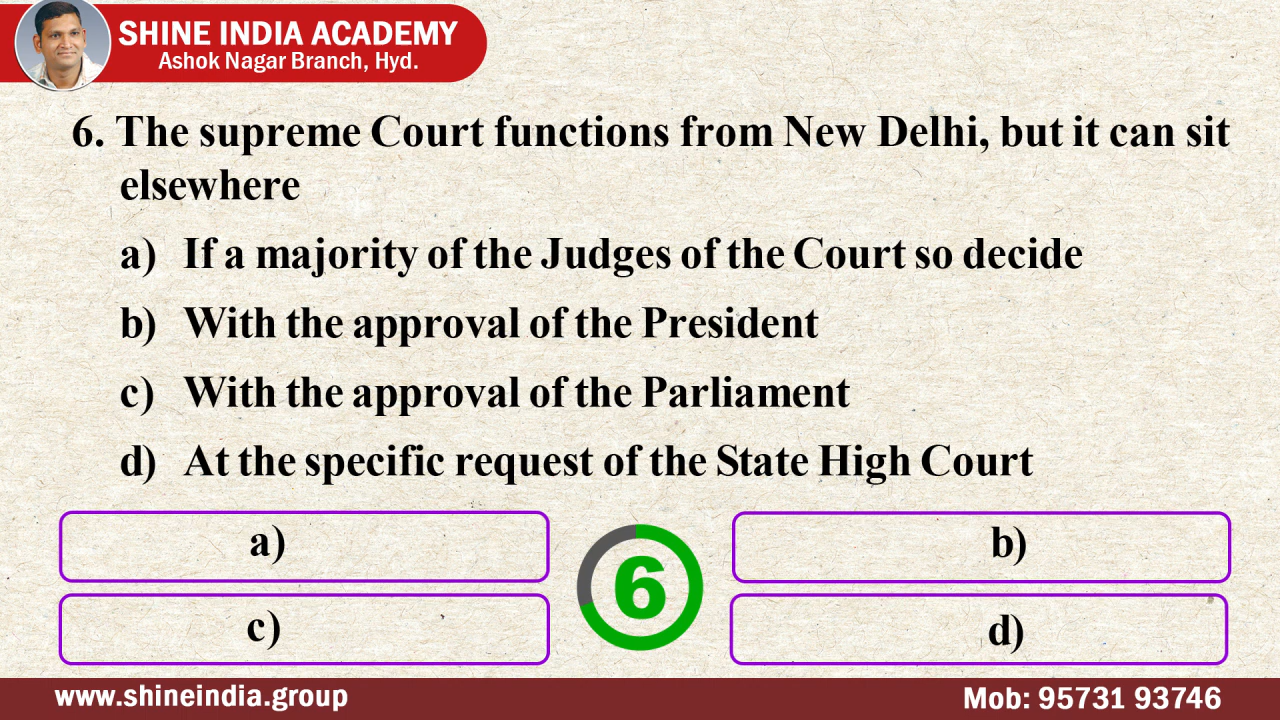 SHINE INDIA ACADEMY
Ashok Nagar Branch, Hyd.
6. The supreme Court functions from New Delhi, but it can sit
elsewhere
a) If a majority of the Judges of the Court so decide
b) With the approval of the President
c) With the approval of the Parliament
d) At the specific request of the State High Court
a)
b)
6
c)
d)
www.shineindia.group
Mob: 95731 93746